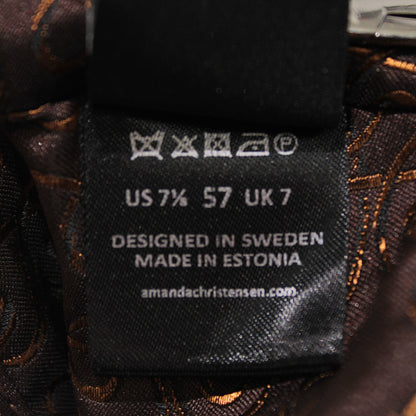 US 7⅛ 57 UK 7
DESIGNED IN SWEDEN
MADE IN ESTONIA
amandachristensen.com